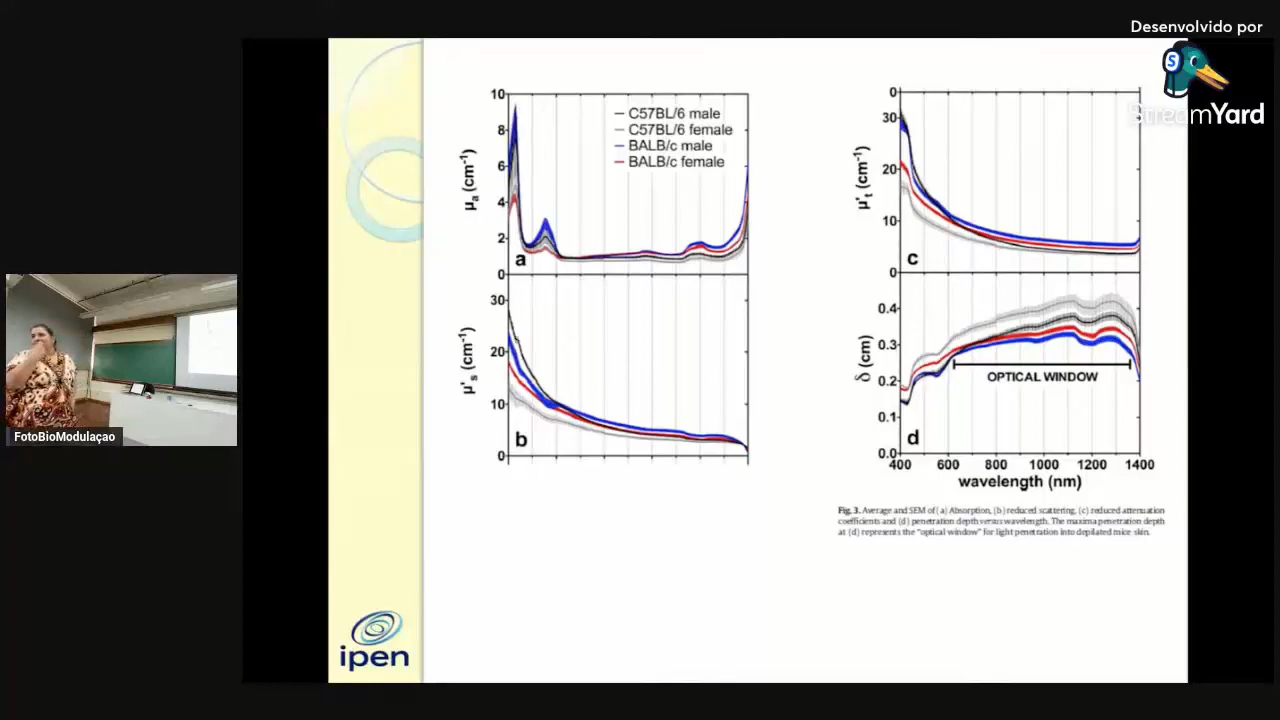 Desenvolvido por
StreamYard
10
8
6
4
2
0
μa (cm-1)
C57BL/6 male
C57BL/6 female
BALB/c male
BALB/c female
a
30
20
10
0
μ's (cm-1)
b
0
30
20
10
0
μ't (cm-1)
c
0.4
0.3
0.2
0.1
0.0
δ (cm)
OPTICAL WINDOW
d
400 600 800 1000 1200 1400
wavelength (nm)
Fig. 3. Average and SEM of (a) Absorption, (b) reduced scattering, (c) reduced attenuation
coefficients and (d) penetration depth versus wavelength. The maxima penetration depth
at (d) represents the "optical window" for light penetration into depilated mice skin.
FotoBioModulaçao
ipen